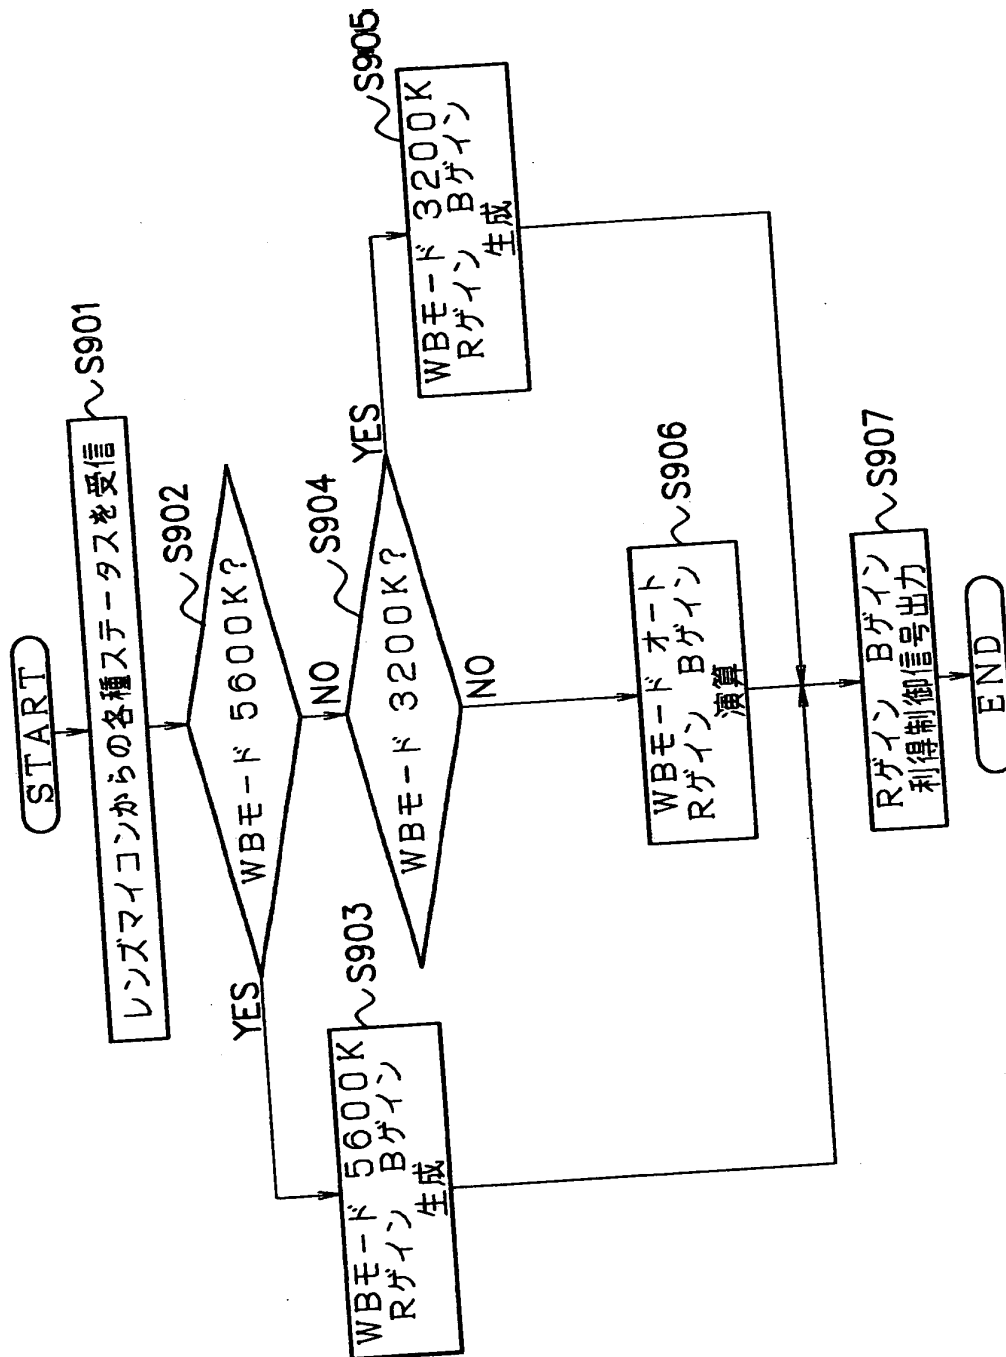 START
レンズマイコンからの各種ステータスを受信
S901
WBモード 5600K?
S902
YES
NO
WBモード 5600K
Rゲイン Bゲイン
生成
S903
WBモード 3200K?
S904
YES
NO
WBモード 3200K
Rゲイン Bゲイン
生成
S905
WBモード オート
Rゲイン Bゲイン
演算
S906
Rゲイン Bゲイン
利得制御信号出力
S907
END